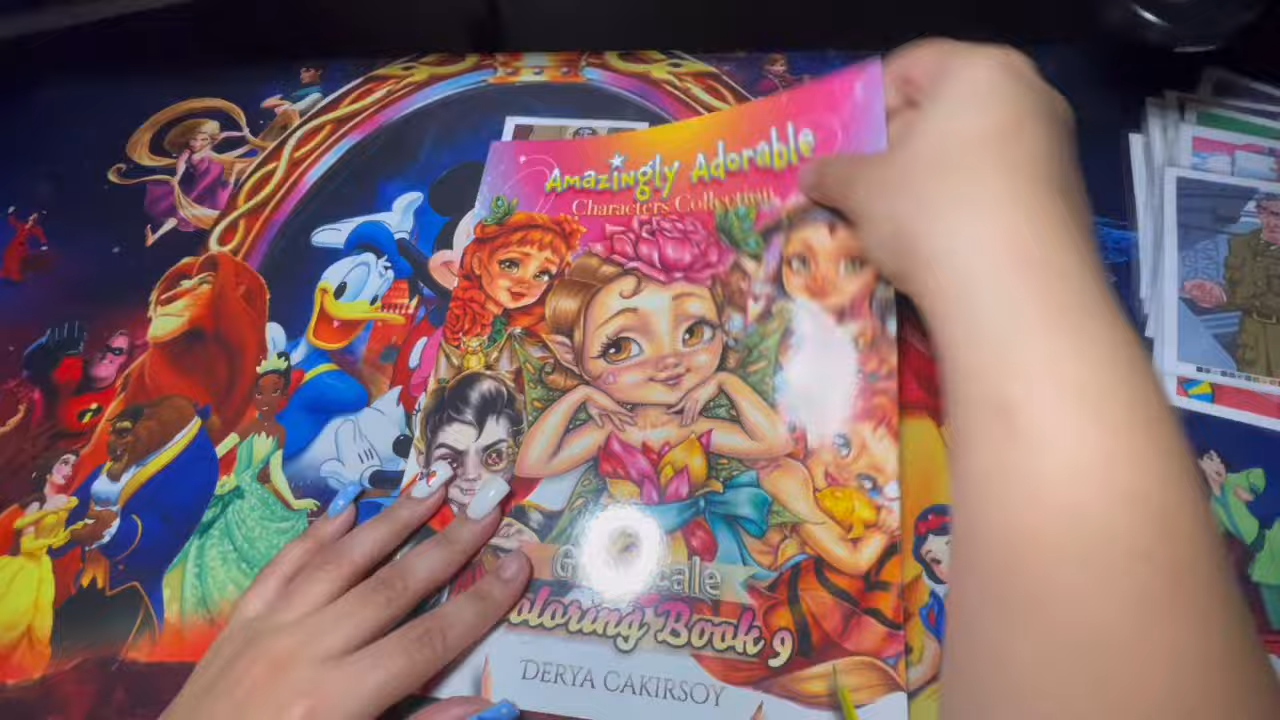 Amazingly Adorable
Characters Collection
Coloring Book 9
DERYA CAKIRSOY